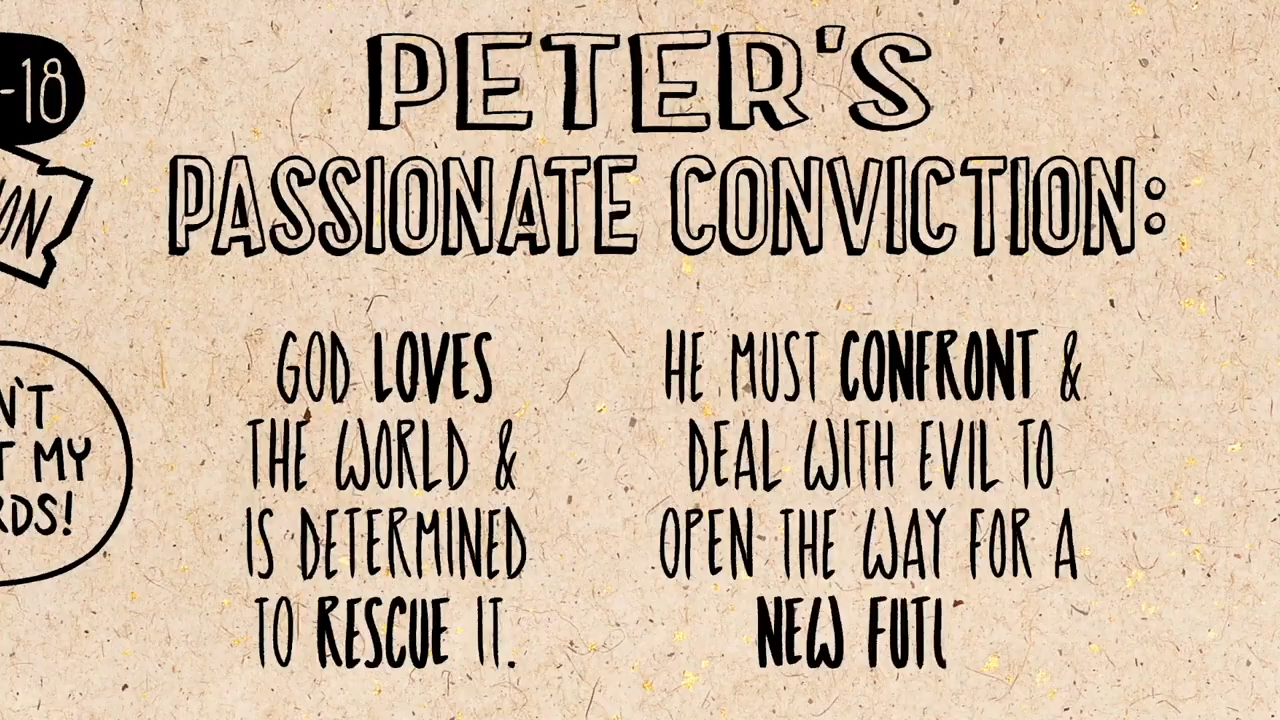 -18
PETER'S
PASSIONATE CONVICTION:
GOD LOVES
THE WORLD &
IS DETERMINED
TO RESCUE IT.
HE MUST CONFRONT &
DEAL WITH EVIL TO
OPEN THE WAY FOR A
NEW
MY